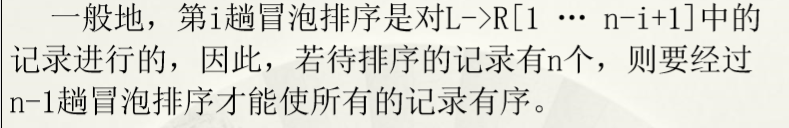 一般地，第i趟冒泡排序是对L->R[1 … n-i+1]中的
记录进行的，因此，若待排序的记录有n个，则要经过
n-1趟冒泡排序才能使所有的记录有序。